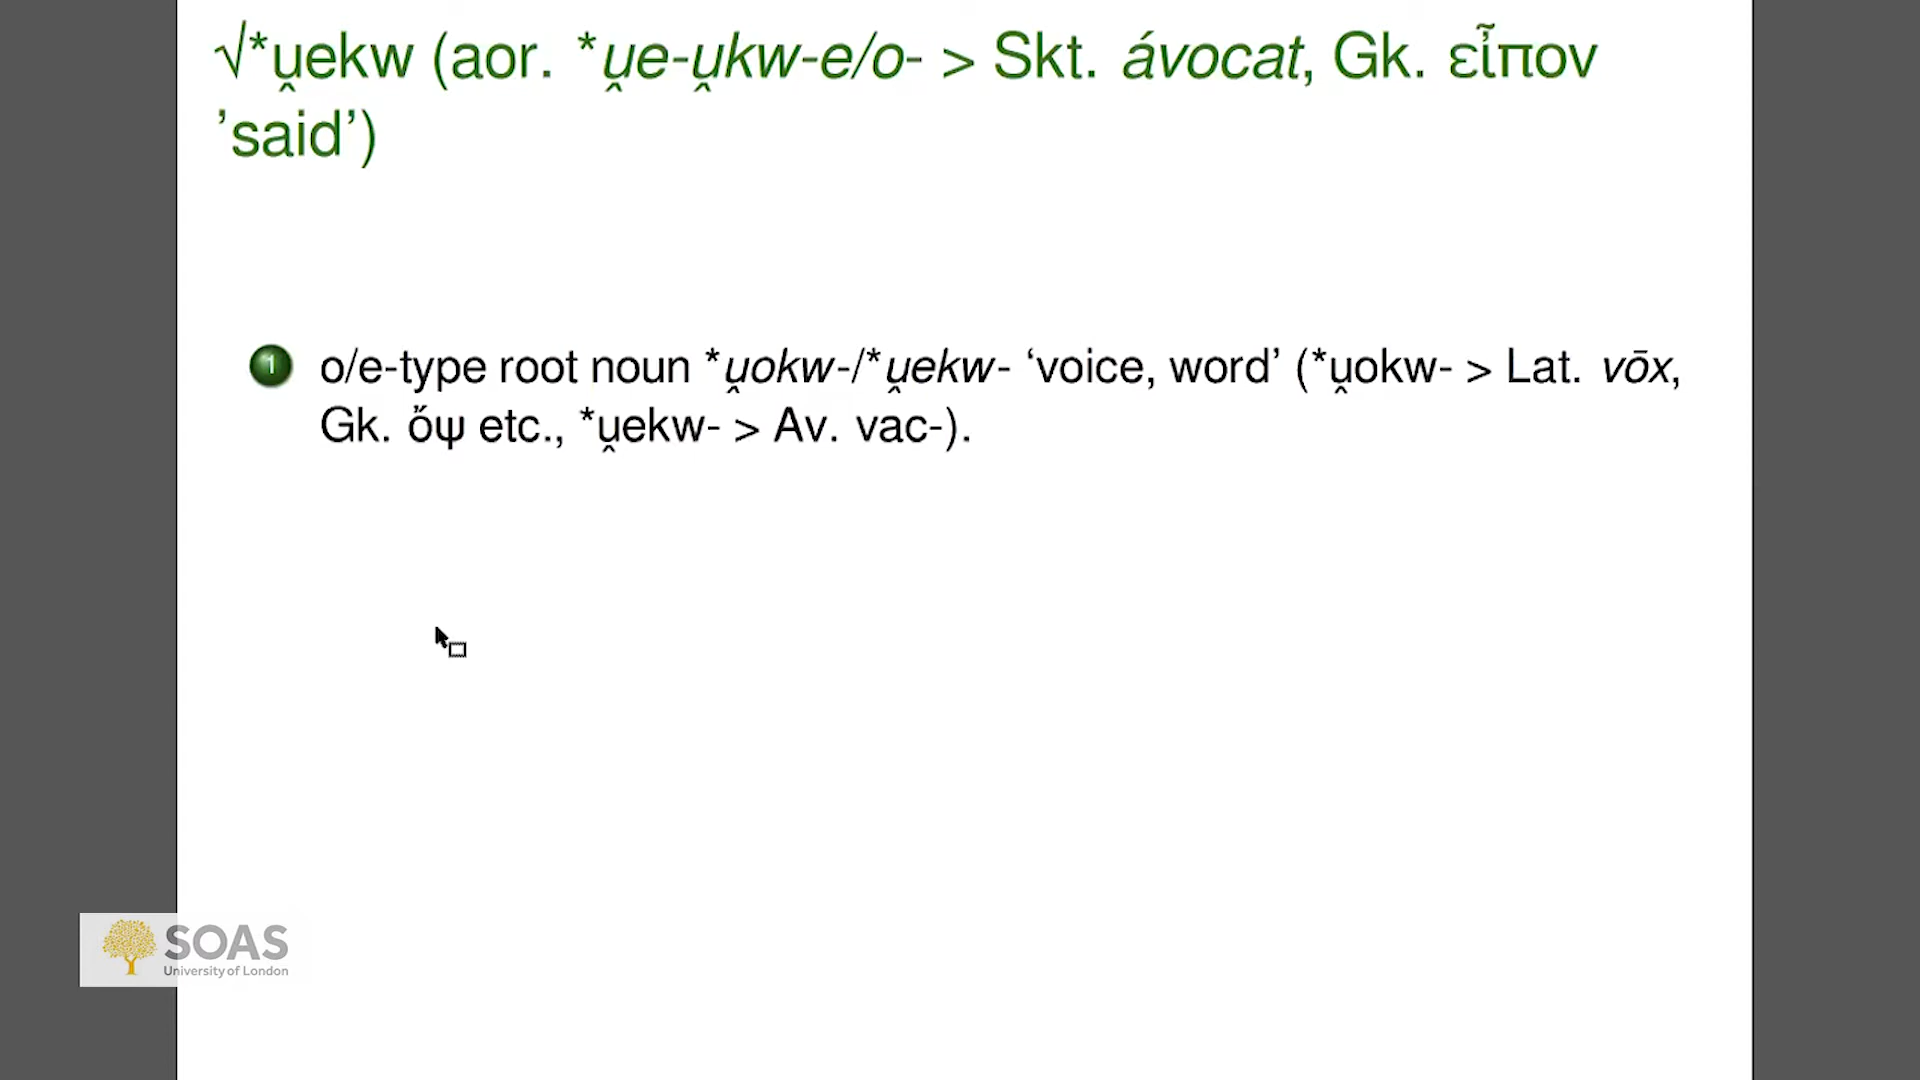 √*u̯ekw (aor. *u̯e-u̯kw-e/o- > Skt. ávocat, Gk. εἶπον
’said’)
1 o/e-type root noun *u̯okw-/*u̯ekw- ‘voice, word’ (*u̯okw- > Lat. vōx,
Gk. ὄψ etc., *u̯ekw- > Av. vac-).
SOAS
University of London